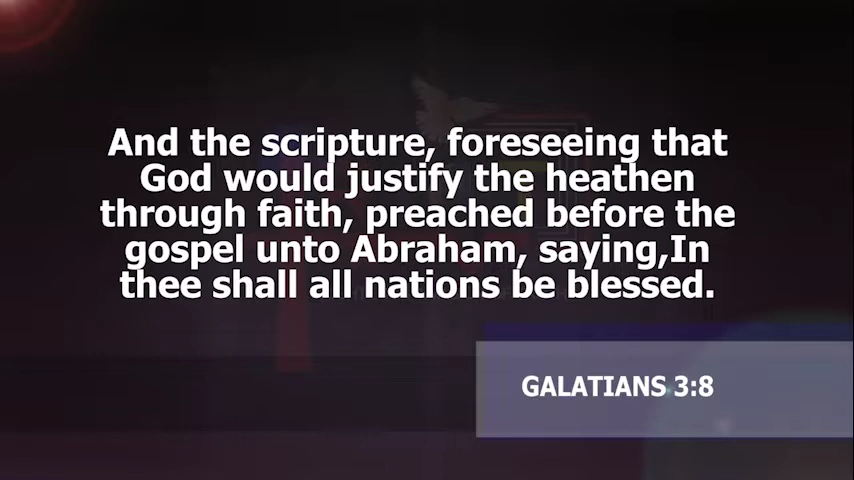 And the scripture, foreseeing that
God would justify the heathen
through faith, preached before the
gospel unto Abraham, saying,In
thee shall all nations be blessed.
GALATIANS 3:8